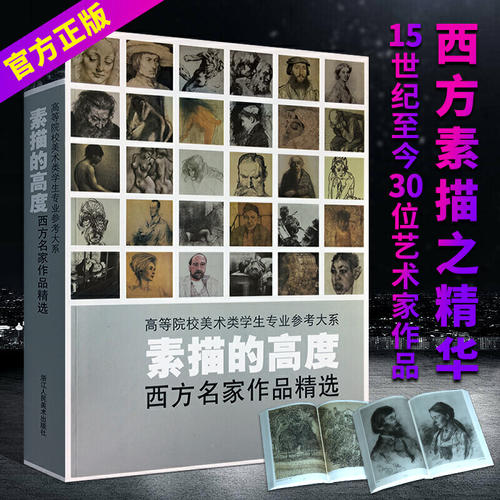 官方正版
西方素描之精华
15世纪至今30位艺术家作品
高等院校美术类学生专业参考大系
素描的高度
西方名家作品精选
浙江人民美术出版社
高等院校美术类学生专业参考大系
素描的高度
西方名家作品精选